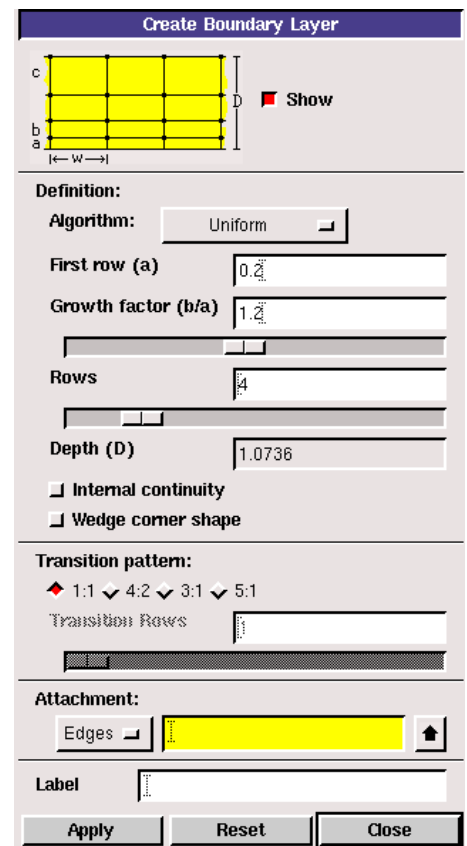 Create Boundary Layer
c
D
Show
b
a
W
Definition:
Algorithm: Uniform
First row (a) 0.2
Growth factor (b/a) 1.2
Rows 4
Depth (D) 1.0736
Internal continuity
Wedge corner shape
Transition pattern:
1:1 4:2 3:1 5:1
Transition Rows 1
Attachment:
Edges
Label
Apply Reset Close